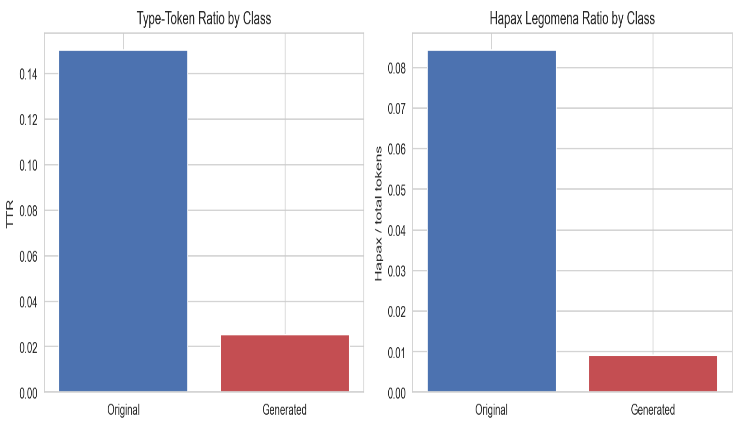 Type-Token Ratio by Class
TTR
0.14
0.12
0.10
0.08
0.06
0.04
0.02
0.00
Original
Generated
Hapax Legomena Ratio by Class
Hapax / total tokens
0.08
0.07
0.06
0.05
0.04
0.03
0.02
0.01
0.00
Original
Generated